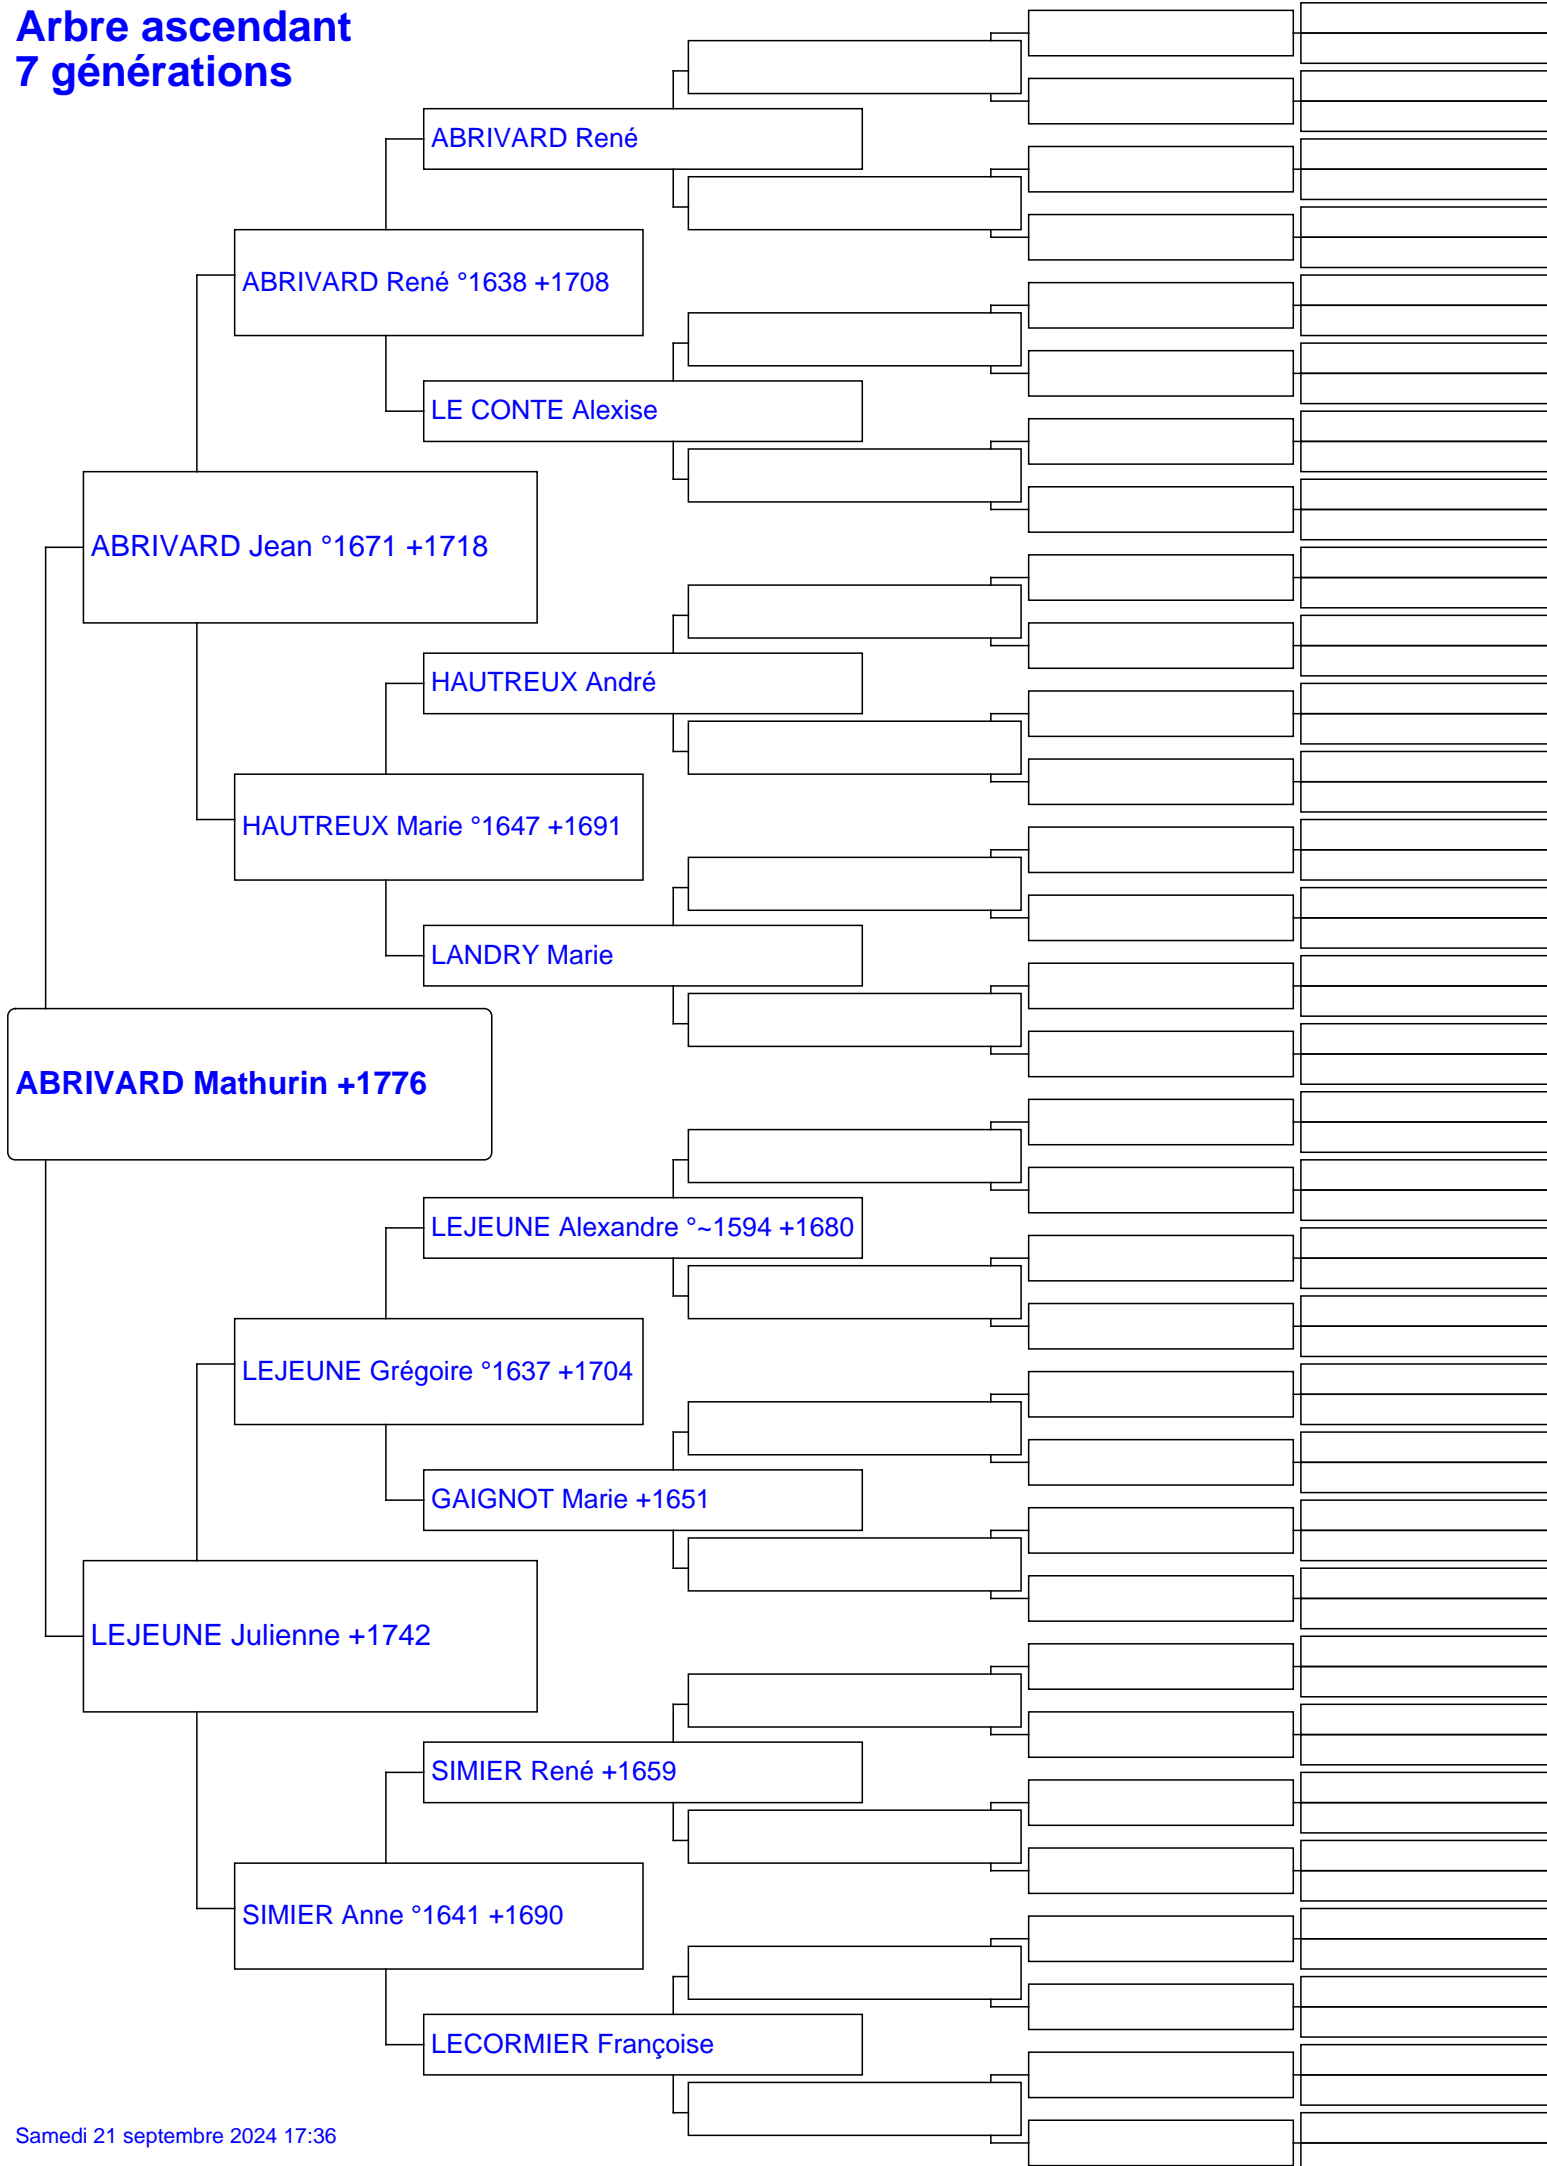 Arbre ascendant
7 générations
ABRIVARD René
ABRIVARD René °1638 +1708
LE CONTE Alexise
ABRIVARD Jean °1671 +1718
HAUTREUX André
HAUTREUX Marie °1647 +1691
LANDRY Marie
ABRIVARD Mathurin +1776
LEJEUNE Alexandre °~1594 +1680
LEJEUNE Grégoire °1637 +1704
GAIGNOT Marie +1651
LEJEUNE Julienne +1742
SIMIER René +1659
SIMIER Anne °1641 +1690
LECORMIER Françoise
Samedi 21 septembre 2024 17:36